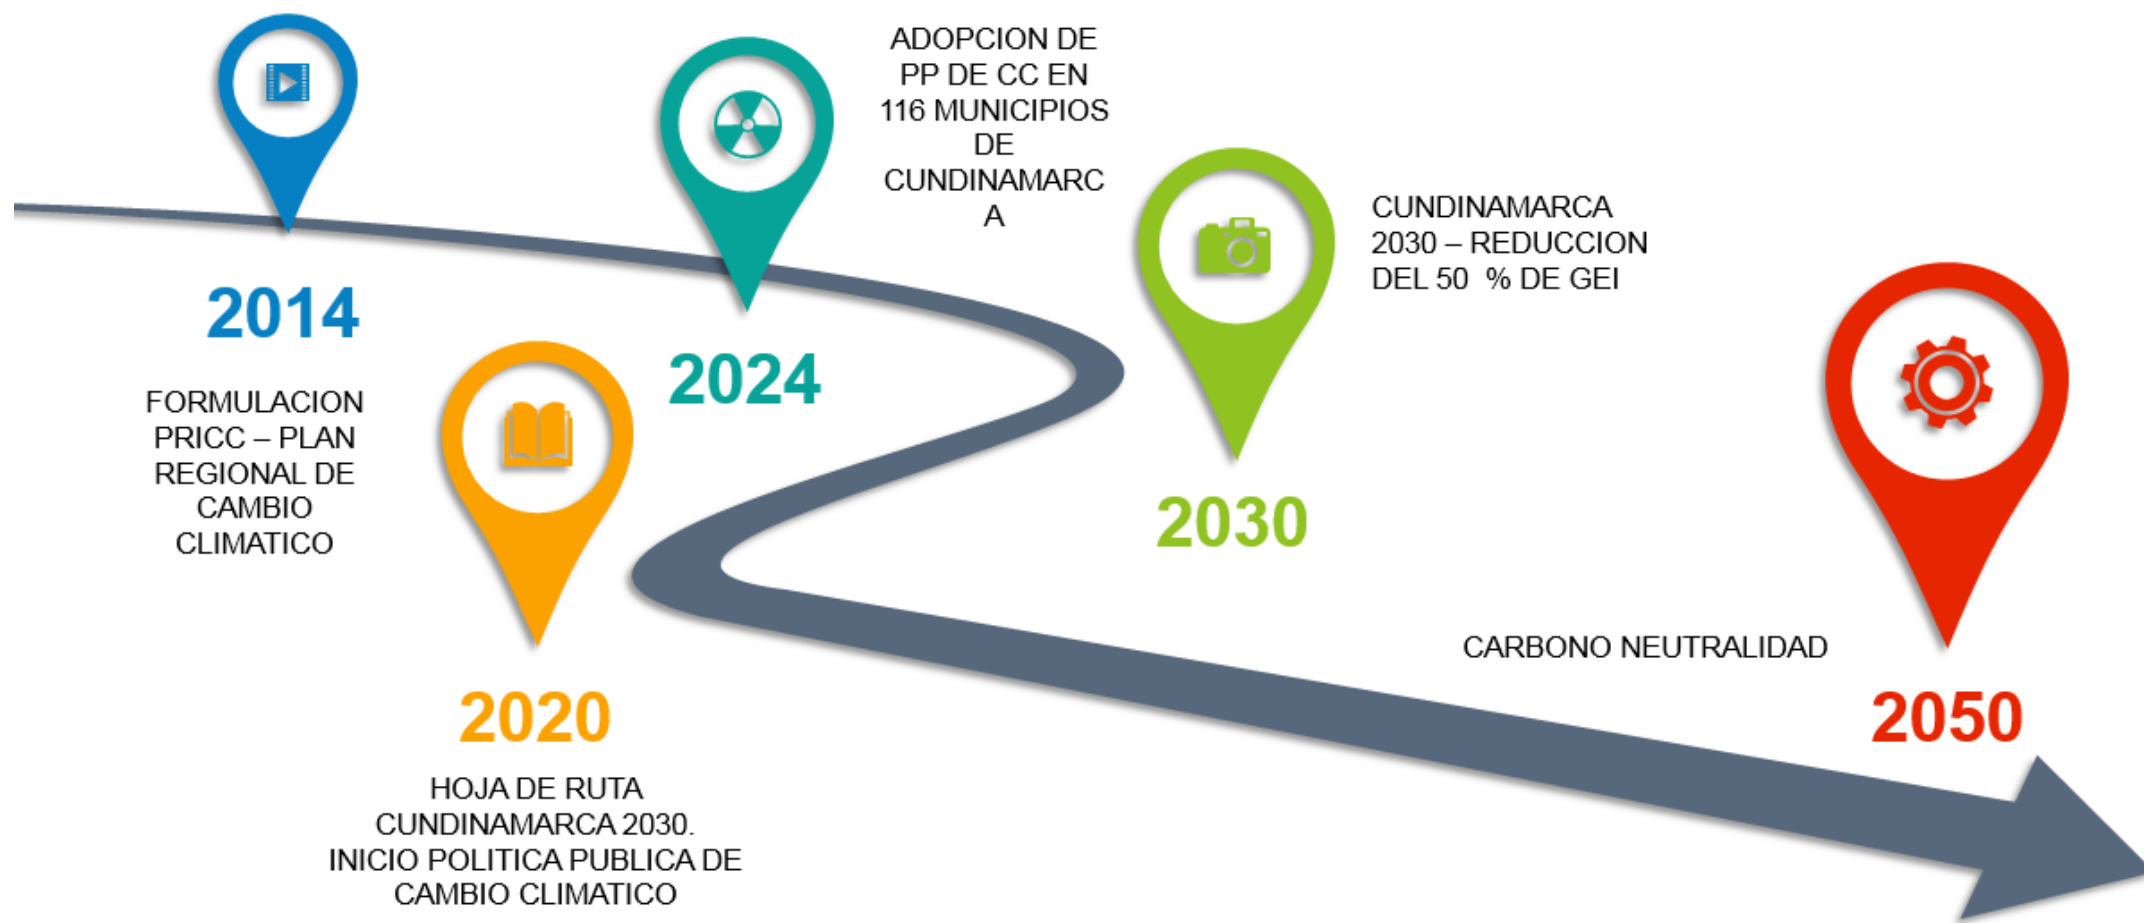 2014
FORMULACION
PRICC – PLAN
REGIONAL DE
CAMBIO
CLIMATICO
2020
HOJA DE RUTA
CUNDINAMARCA 2030.
INICIO POLITICA PUBLICA DE
CAMBIO CLIMATICO
2024
ADOPCION DE
PP DE CC EN
116 MUNICIPIOS
DE
CUNDINAMARC
A
2030
CUNDINAMARCA
2030 – REDUCCION
DEL 50  % DE GEI
CARBONO NEUTRALIDAD
2050